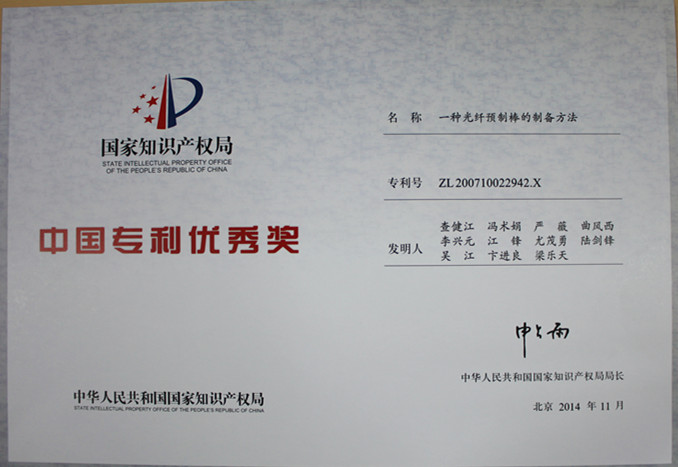 国家知识产权局
STATE INTELLECTUAL PROPERTY OFFICE
OF THE PEOPLE'S REPUBLIC OF CHINA
中国专利优秀奖
中华人民共和国国家知识产权局
STATE INTELLECTUAL PROPERTY OFFICE OF THE PEOPLE'S REPUBLIC OF CHINA
名 称 一种光纤预制棒的制备方法
专利号 ZL 200710022942.X
查健江 冯术娟 严 薇 曲凤西
发明人 李兴元 江 锋 尤茂勇 陆剑锋
吴 江 卞进良 梁乐天
申长雨
中华人民共和国国家知识产权局局长
北京 2014 年 11 月